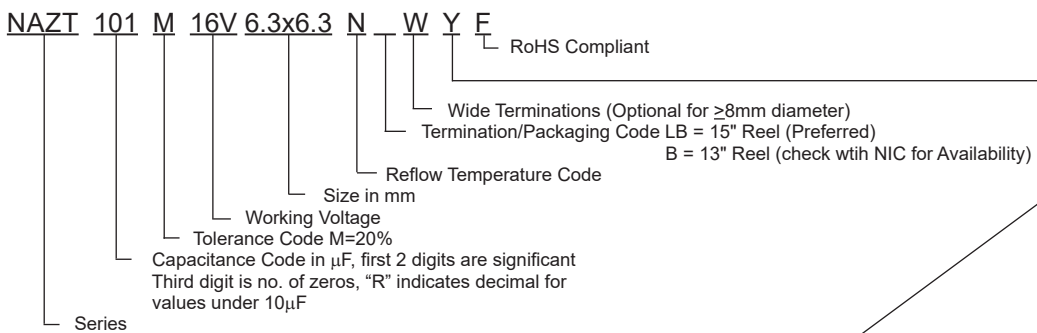 NAZT 101 M 16V 6.3x6.3 N _ W Y F
RoHS Compliant
Wide Terminations (Optional for ≥8mm diameter)
Termination/Packaging Code LB = 15" Reel (Preferred)
B = 13" Reel (check wtih NIC for Availability)
Reflow Temperature Code
Size in mm
Working Voltage
Tolerance Code M=20%
Capacitance Code in μF, first 2 digits are significant
Third digit is no. of zeros, “R” indicates decimal for
values under 10μF
Series